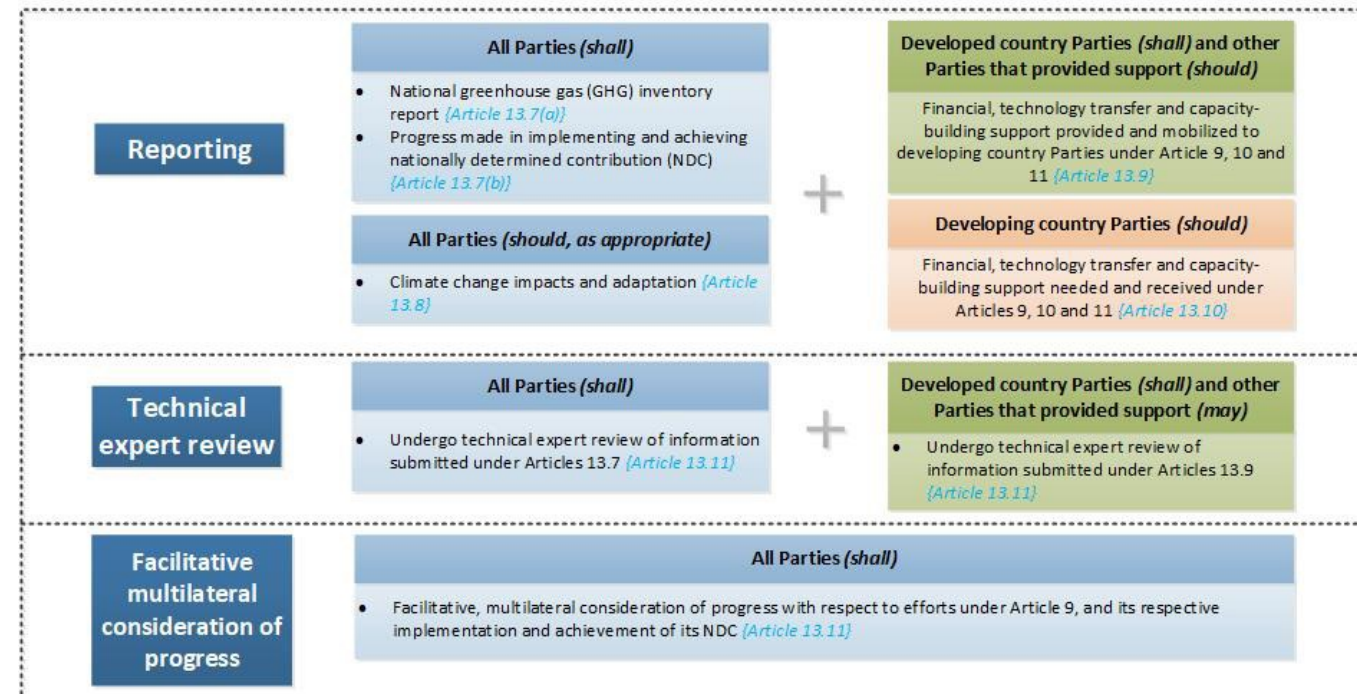 Reporting
All Parties (shall)
• National greenhouse gas (GHG) inventory
report {Article 13.7(a)}
• Progress made in implementing and achieving
nationally determined contribution (NDC)
{Article 13.7(b)}
All Parties (should, as appropriate)
• Climate change impacts and adaptation {Article
13.8}
+
Developed country Parties (shall) and other
Parties that provided support (should)
Financial, technology transfer and capacity-
building support provided and mobilized to
developing country Parties under Article 9, 10 and
11 {Article 13.9}
Developing country Parties (should)
Financial, technology transfer and capacity-
building support needed and received under
Articles 9, 10 and 11 {Article 13.10}
Technical
expert review
All Parties (shall)
• Undergo technical expert review of information
submitted under Articles 13.7 {Article 13.11}
+
Developed country Parties (shall) and other
Parties that provided support (may)
• Undergo technical expert review of
information submitted under Articles 13.9
{Article 13.11}
Facilitative
multilateral
consideration of
progress
All Parties (shall)
• Facilitative, multilateral consideration of progress with respect to efforts under Article 9, and its respective
implementation and achievement of its NDC {Article 13.11}